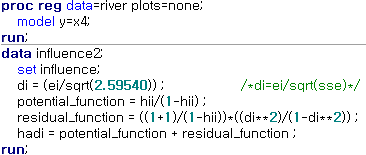 proc reg data=river plots=none;
model y=x4;
run;
data influence2;
set influence;
di = (ei/sqrt(2.59540)) ; /*di=ei/sqrt(sse)*/
potential_function = hii/(1-hii) ;
residual_function = ((1+1)/(1-hii))*((di**2)/(1-di**2)) ;
hadi = potential_function + residual_function ;
run;